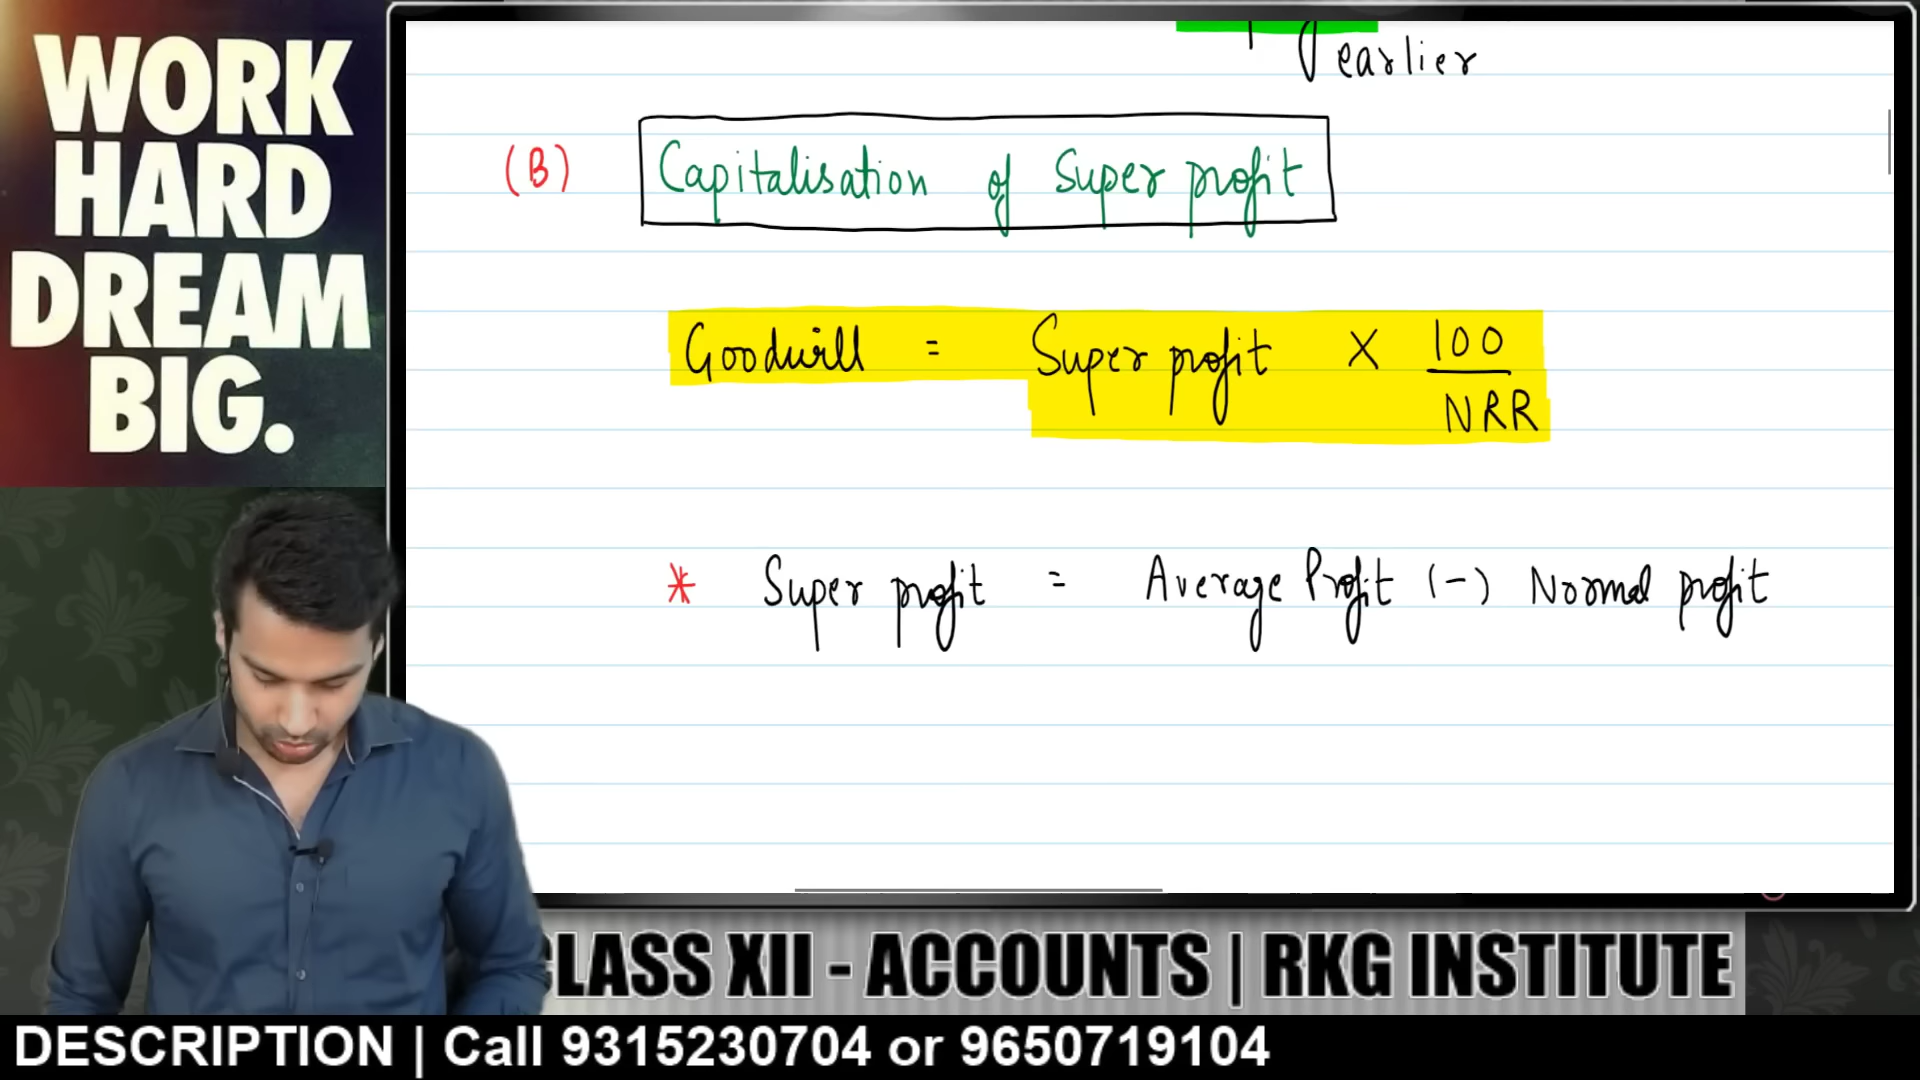 WORK
HARD
DREAM
BIG.
earlier
(B) Capitalisation of Super profit
Goodwill = Super profit X 100
NRR
* Super profit = Average Profit (-) Normal profit
CLASS XII - ACCOUNTS | RKG INSTITUTE
DESCRIPTION | Call 9315230704 or 9650719104